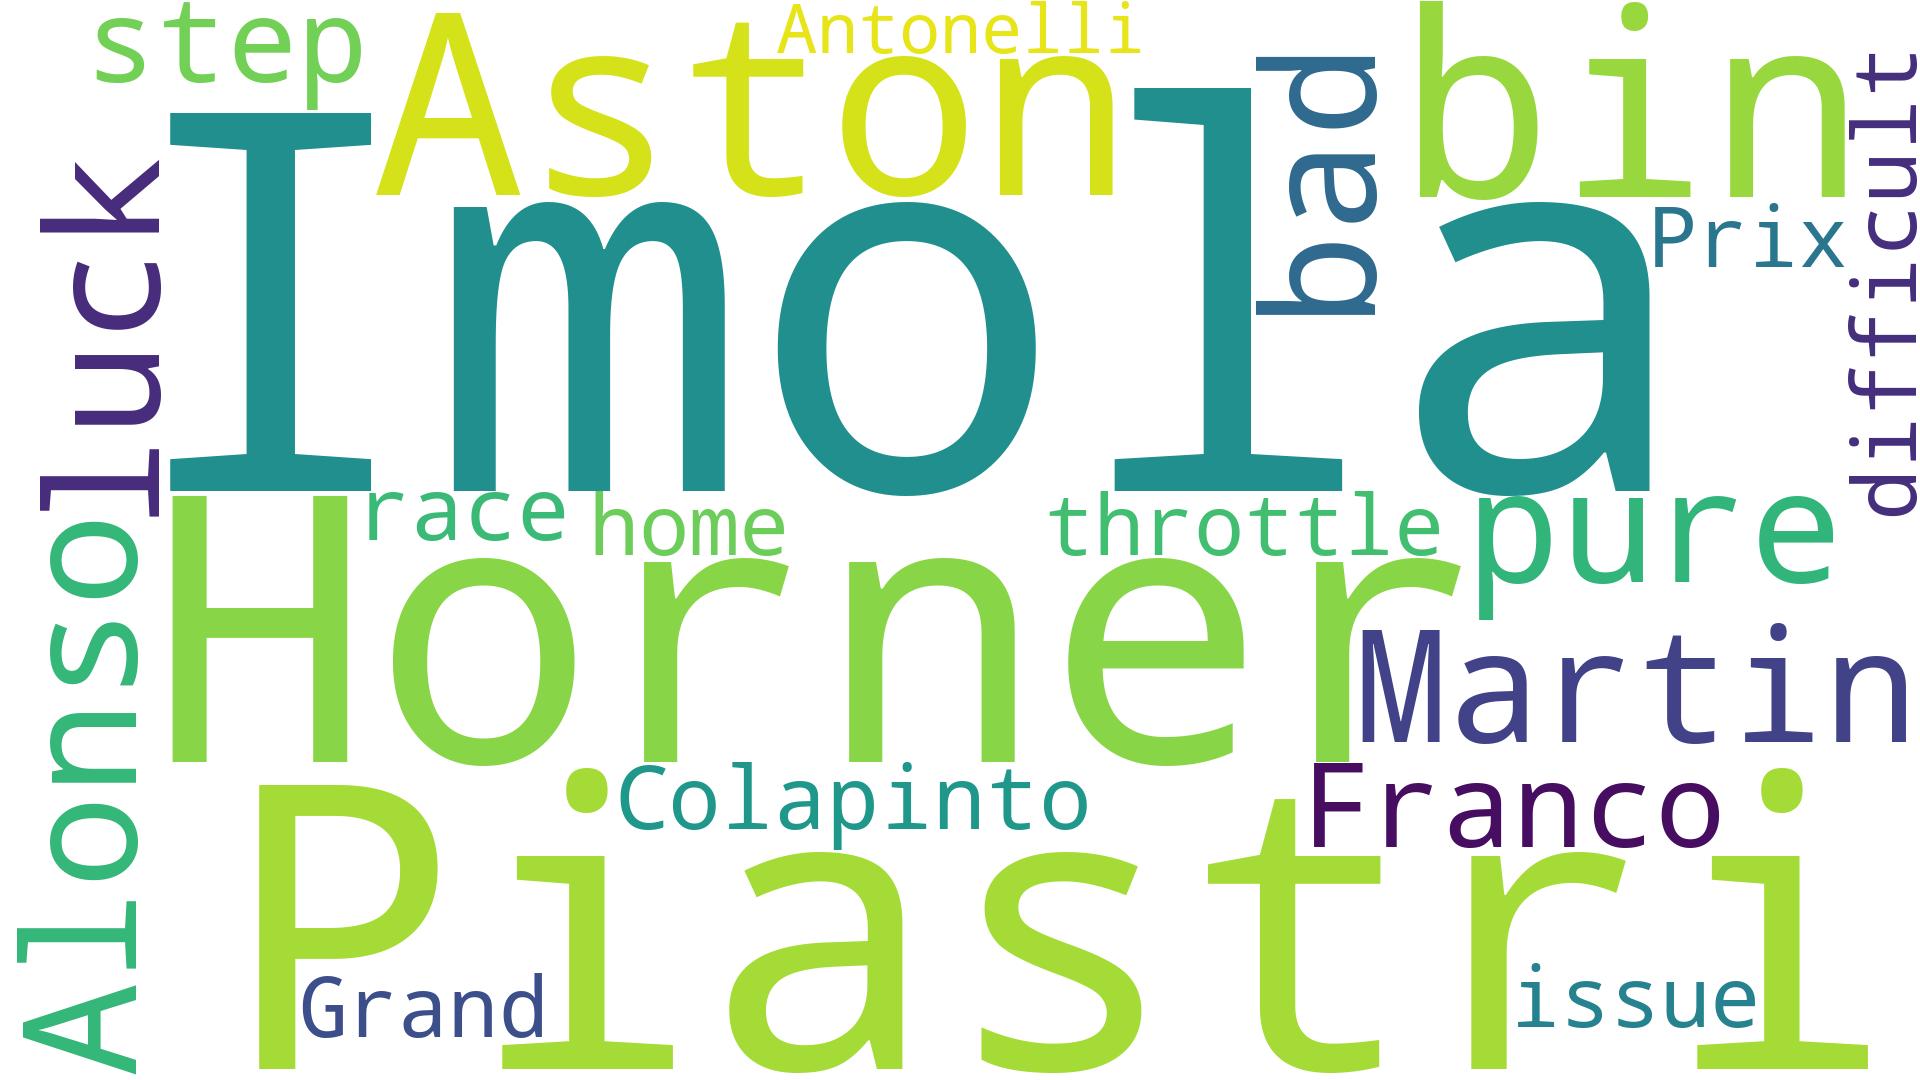 step
Aston
Antonelli
bin
bad
difficult
luck
Imola
Prix
race
home
throttle
pure
Alonso
Horner
Martin
Colapinto
Franco
Piastri
Grand
issue